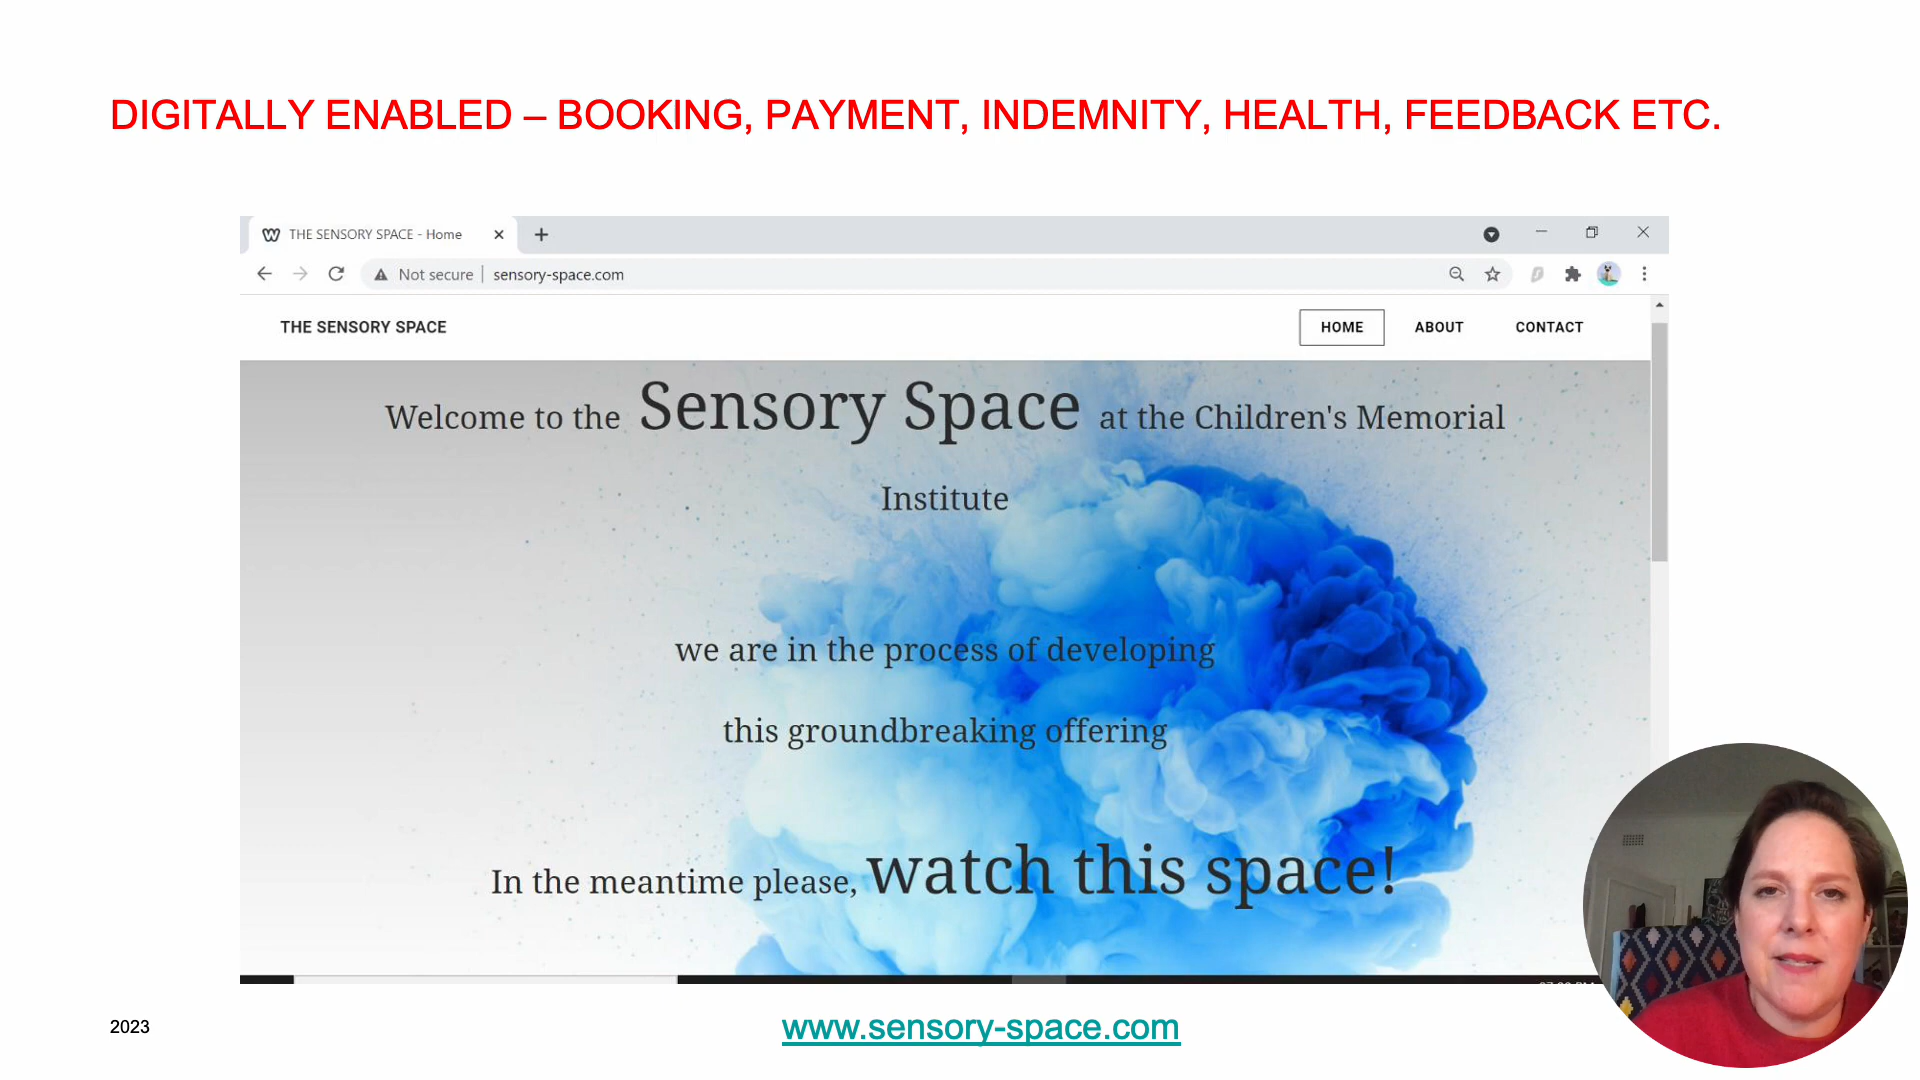 DIGITALLY ENABLED – BOOKING, PAYMENT, INDEMNITY, HEALTH, FEEDBACK ETC.
THE SENSORY SPACE - Home
Not secure | sensory-space.com
THE SENSORY SPACE
HOME
ABOUT
CONTACT
Welcome to the Sensory Space at the Children's Memorial
Institute
we are in the process of developing
this groundbreaking offering
In the meantime please, watch this space!
2023
www.sensory-space.com